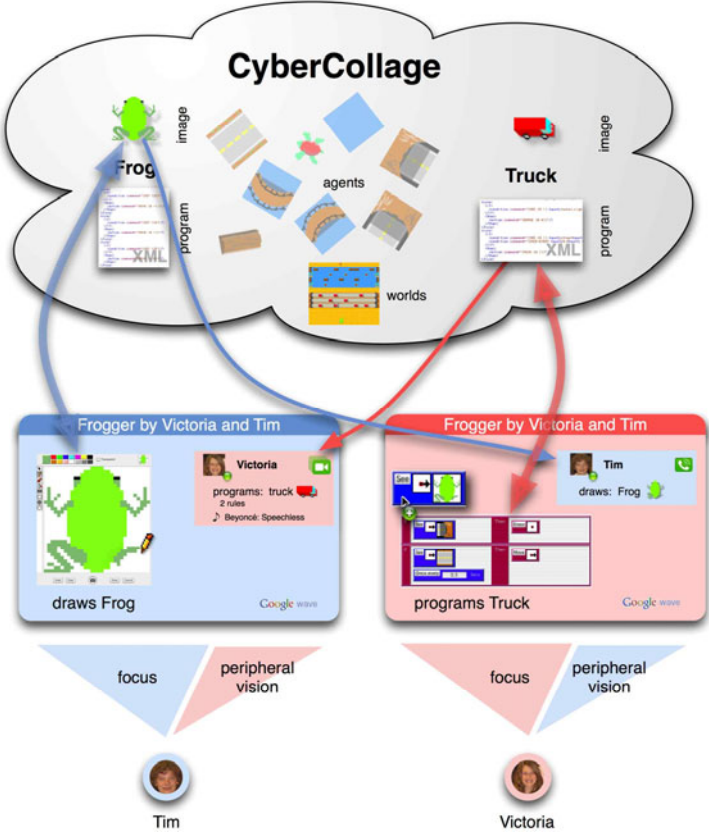 CyberCollage
image
Frog
XML
program
agents
worlds
image
Truck
XML
program
Frogger by Victoria and Tim
Victoria
programs: truck
2 rules
Beyoncé: Speechless
draws Frog
Google wave
Frogger by Victoria and Tim
See
Tim
draws: Frog
programs Truck
Google wave
focus
peripheral
vision
focus
peripheral
vision
Tim
Victoria